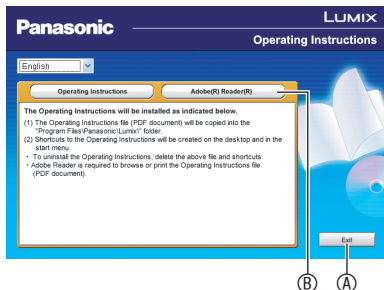 Panasonic
LUMIX
Operating Instructions
English
Operating Instructions
Adobe(R) Reader(R)
The Operating Instructions will be installed as indicated below.
(1) The Operating Instructions file (PDF document) will be copied into the
"Program Files\Panasonic\Lumix\" folder.
(2) Shortcuts to the Operating Instructions will be created on the desktop and in the
start menu.
・ To uninstall the Operating Instructions, delete the above file and shortcuts.
・ Adobe Reader is required to browse or print the Operating Instructions file
(PDF document).
Exit
Ⓑ Ⓐ